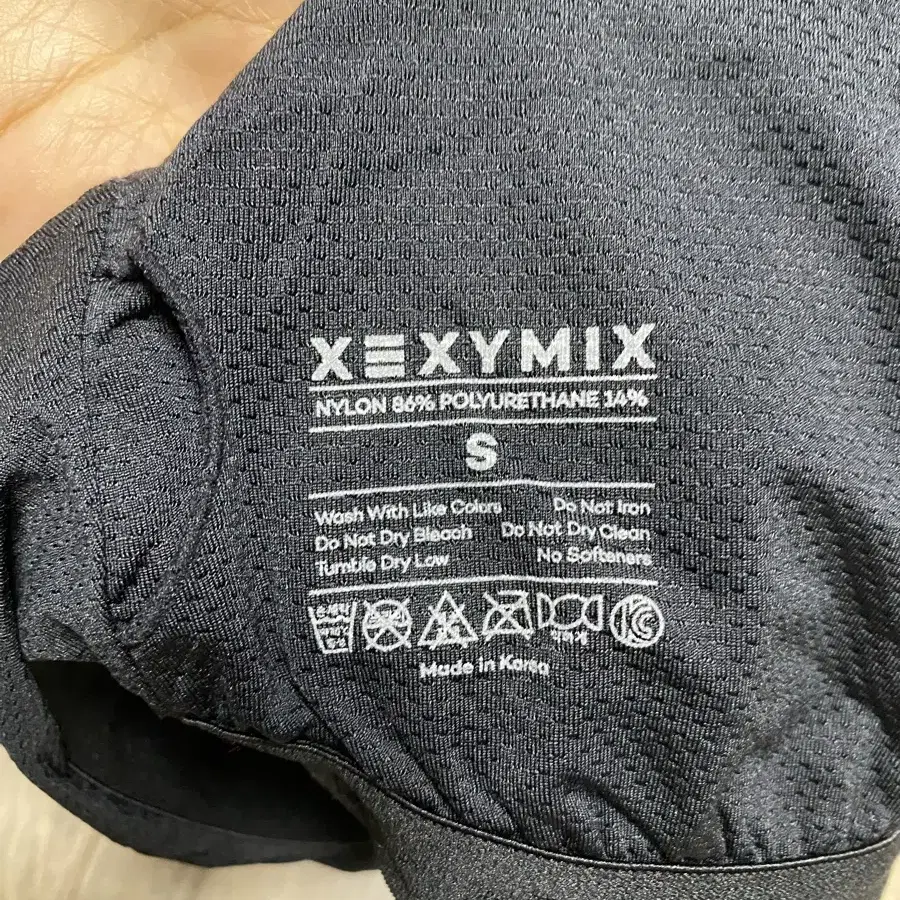 XEXYMIX
NYLON 86% POLYURETHANE 14%
S
Wash With Like Colors Do Not Iron
Do Not Dry Bleach Do Not Dry Clean
Tumble Dry Low No Softeners
Made in Korea